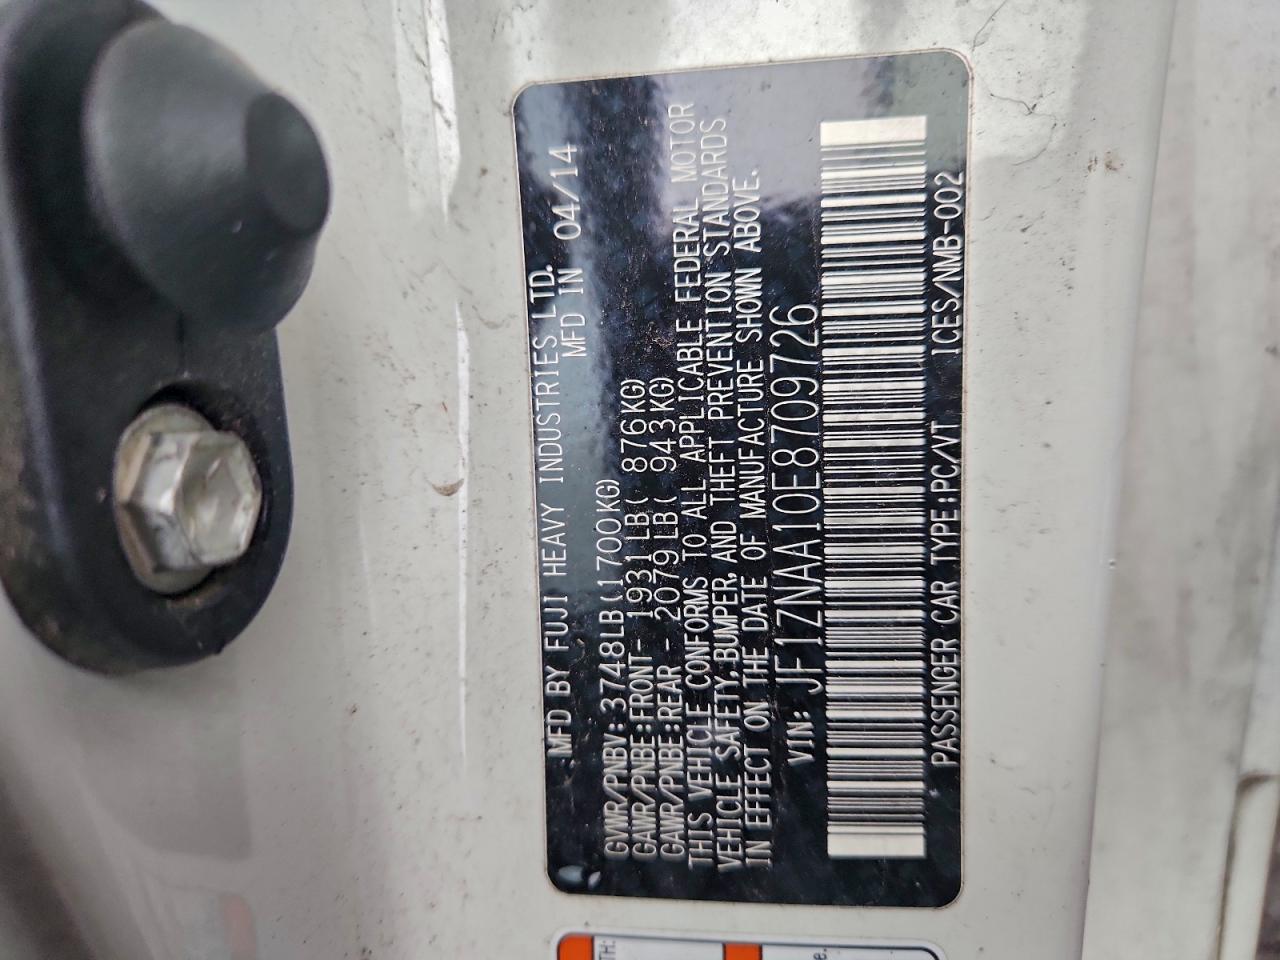 MFD BY FUJI HEAVY INDUSTRIES LTD.
MFD IN 04/14
GVWR/PNBV: 3748LB(1700KG)
GAWR/PNBE:FRONT- 1931LB( 876KG)
GAWR/PNBE:REAR - 2079LB( 943KG)
THIS VEHICLE CONFORMS TO ALL APPLICABLE FEDERAL MOTOR
VEHICLE SAFETY, BUMPER, AND THEFT PREVENTION STANDARDS
IN EFFECT ON THE DATE OF MANUFACTURE SHOWN ABOVE.
VIN: JF1ZNAA10E8709726
PASSENGER CAR TYPE:PC/VT ICES/NMB-002